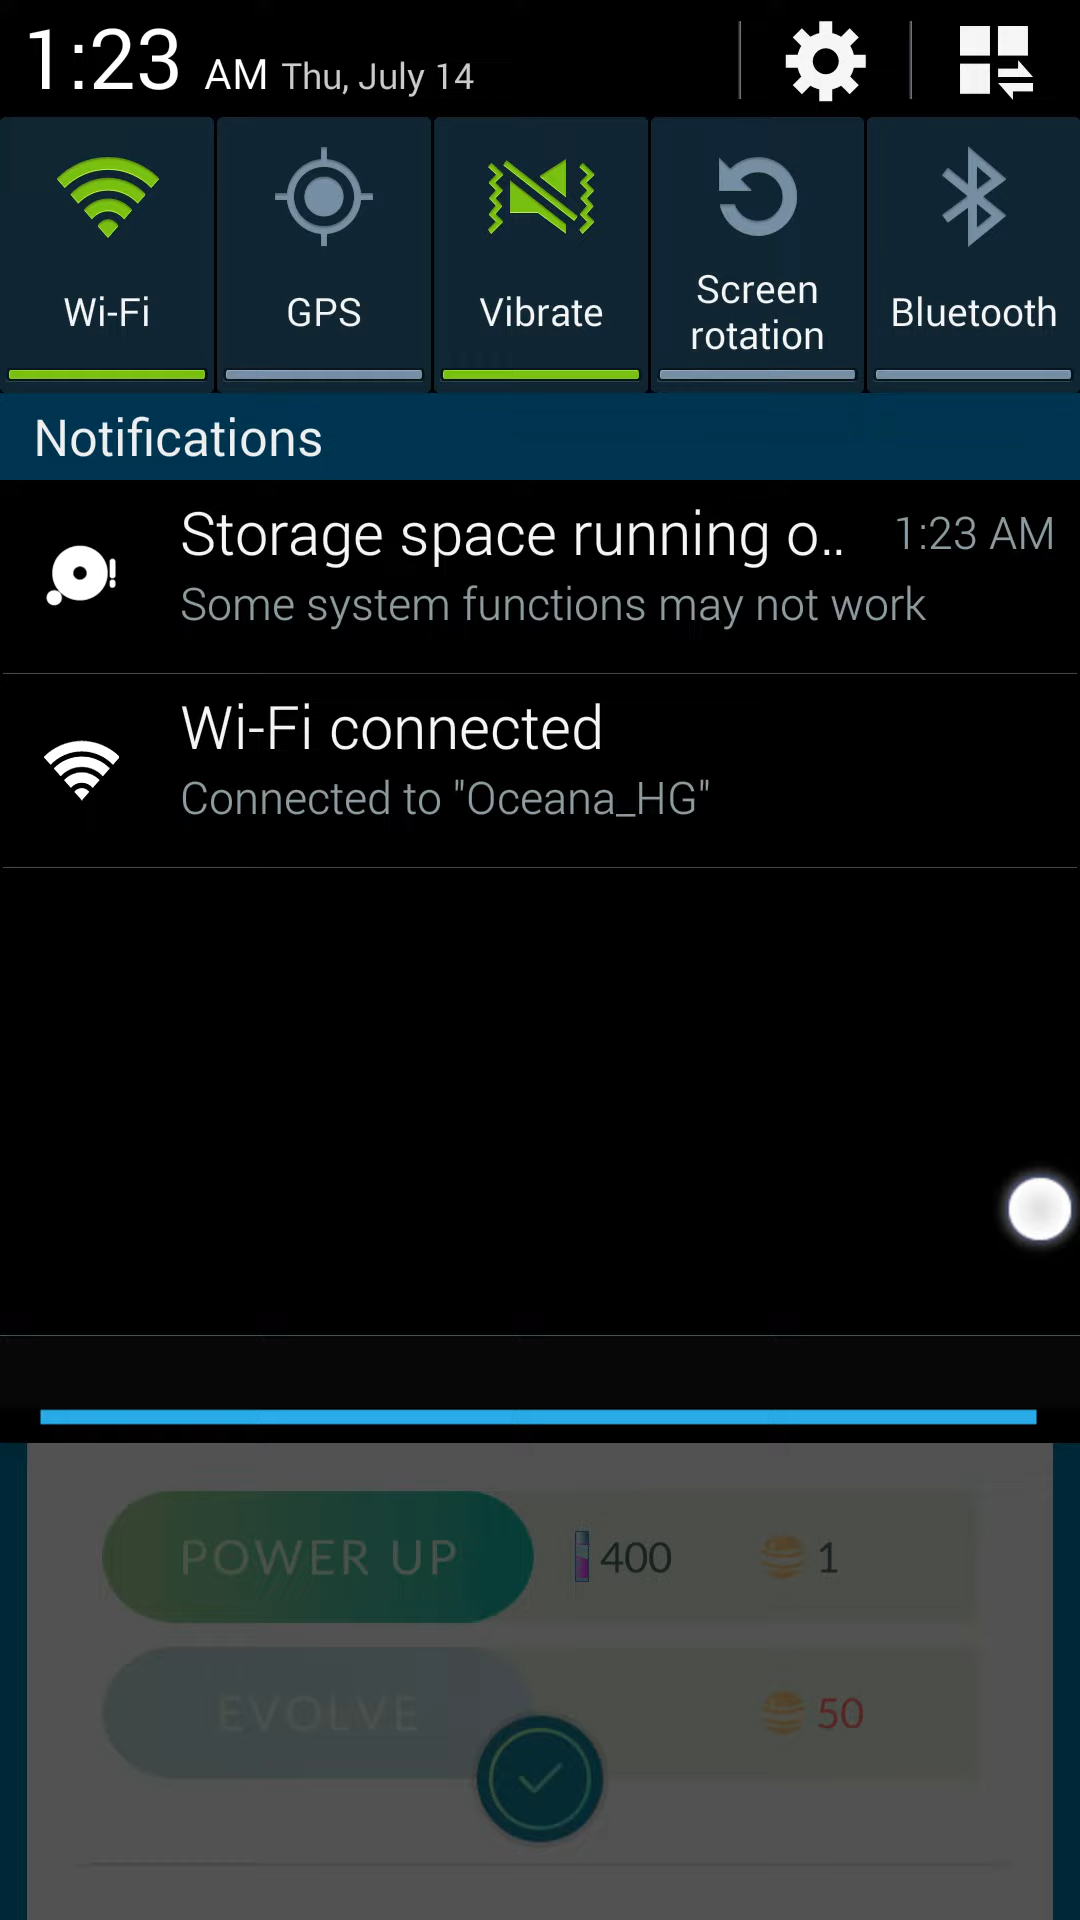 1:23 AM Thu, July 14
Wi-Fi
GPS
Vibrate
Screen
rotation
Bluetooth
Notifications
Storage space running o..
1:23 AM
Some system functions may not work
Wi-Fi connected
Connected to "Oceana_HG"
POWER UP 400 1
EVOLVE 50